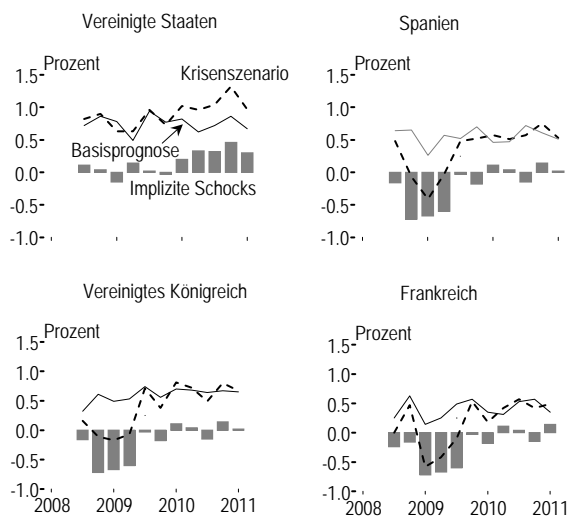 Vereinigte Staaten
Prozent
1.5
1.0
0.5
0.0
-0.5
-1.0
Krisenszenario
Basisprognose
Implizite Schocks
Spanien
Prozent
1.5
1.0
0.5
0.0
-0.5
-1.0
Vereinigtes Königreich
Prozent
1.5
1.0
0.5
0.0
-0.5
-1.0
2008 2009 2010 2011
Frankreich
Prozent
1.5
1.0
0.5
0.0
-0.5
-1.0
2008 2009 2010 2011